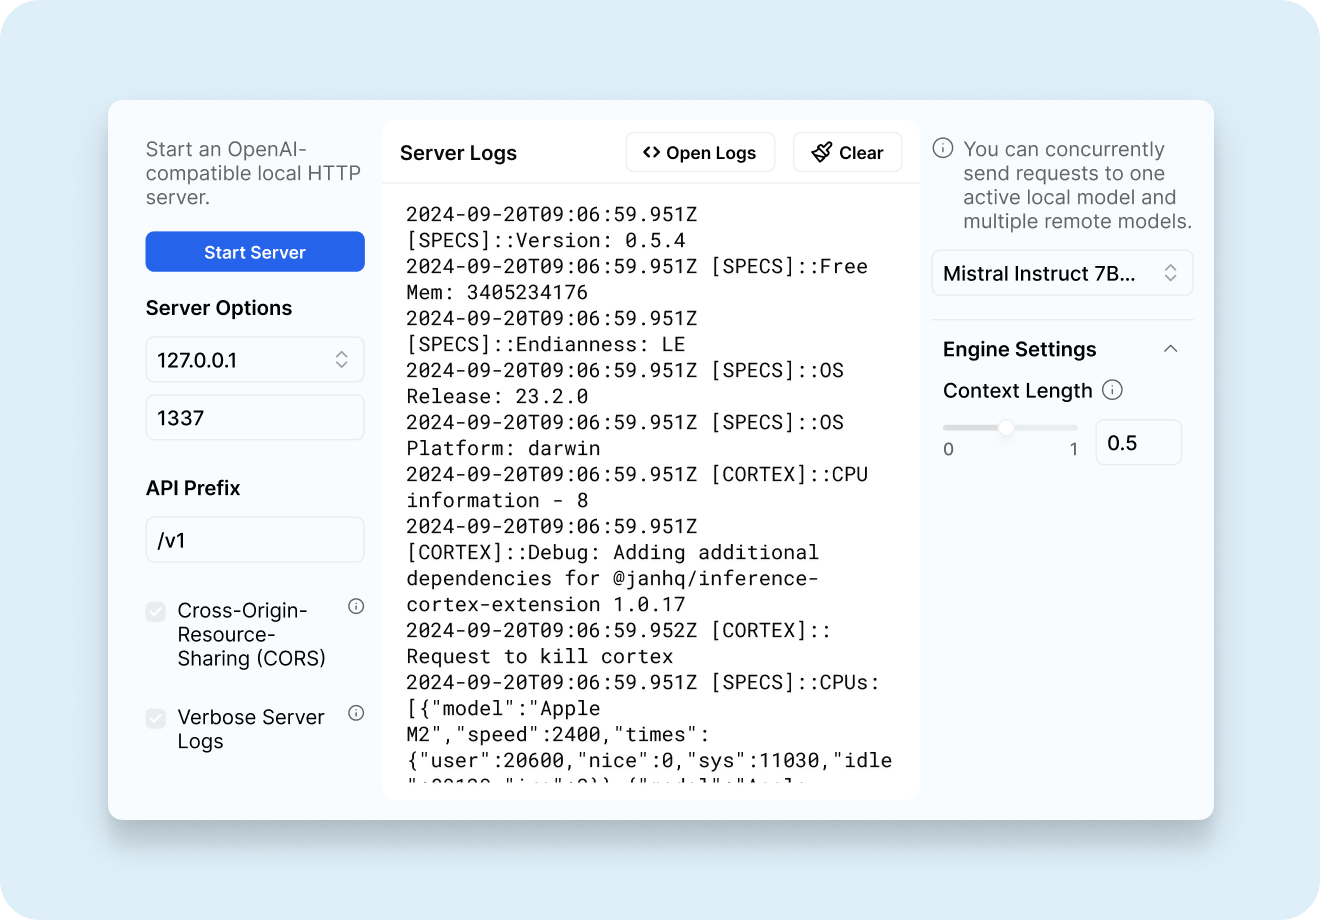 Start an OpenAI-
compatible local HTTP
server.
Start Server
Server Options
127.0.0.1
1337
API Prefix
/v1
Cross-Origin-
Resource-
Sharing (CORS)
Verbose Server
Logs
Server Logs
Open Logs
Clear
2024-09-20T09:06:59.951Z
[SPECS]::Version: 0.5.4
2024-09-20T09:06:59.951Z [SPECS]::Free
Mem: 3405234176
2024-09-20T09:06:59.951Z
[SPECS]::Endianness: LE
2024-09-20T09:06:59.951Z [SPECS]::OS
Release: 23.2.0
2024-09-20T09:06:59.951Z [SPECS]::OS
Platform: darwin
2024-09-20T09:06:59.951Z [CORTEX]::CPU
information - 8
2024-09-20T09:06:59.951Z
[CORTEX]::Debug: Adding additional
dependencies for @janhq/inference-
cortex-extension 1.0.17
2024-09-20T09:06:59.952Z [CORTEX]::
Request to kill cortex
2024-09-20T09:06:59.951Z [SPECS]::CPUs:
[{"model":"Apple
M2","speed":2400,"times":
{"user":20600,"nice":0,"sys":11030,"idle
You can concurrently
send requests to one
active local model and
multiple remote models.
Mistral Instruct 7B...
Engine Settings
Context Length
0
1
0.5